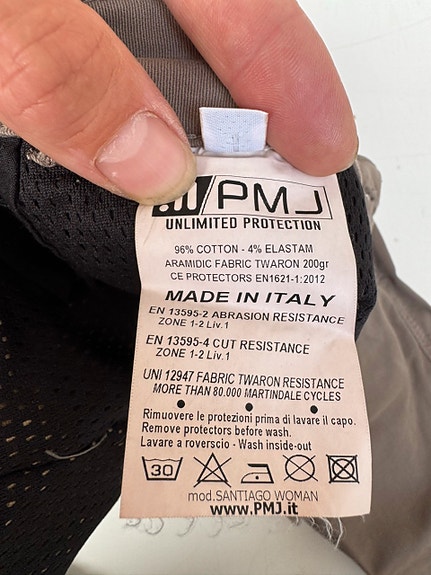 PMJ
UNLIMITED PROTECTION
96% COTTON - 4% ELASTAM
ARAMIDIC FABRIC TWARON 200gr
CE PROTECTORS EN1621-1:2012
MADE IN ITALY
EN 13595-2 ABRASION RESISTANCE
ZONE 1-2 Liv.1
EN 13595-4 CUT RESISTANCE
ZONE 1-2 Liv.1
UNI 12947 FABRIC TWARON RESISTANCE
MORE THAN 80.000 MARTINDALE CYCLES
Rimuovere le protezioni prima di lavare il capo.
Remove protectors before wash.
Lavare a roverscio - Wash inside-out
30
mod.SANTIAGO WOMAN
www.PMJ.it